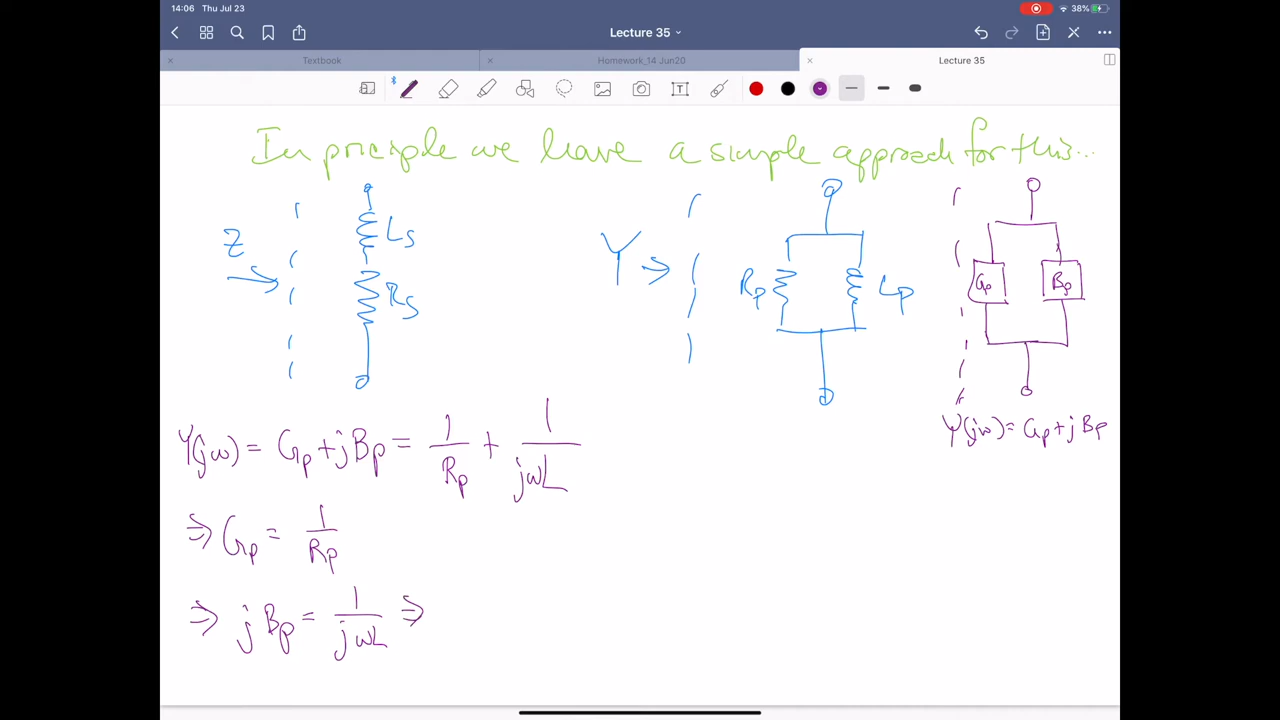 14:06 Thu Jul 23
38%
Lecture 35
Textbook
Homework_14 Jun20
Lecture 35
T
In priciple we have a simple approach for this...
Z
Ls
Rs
Y
Rp
Lp
Gp
Bp
Y(jω) = Gp + jBp
Y(jω) = Gp + jBp = 1/Rp + 1/jωL
⇒ Gp = 1/Rp
⇒ jBp = 1/jωL ⇒